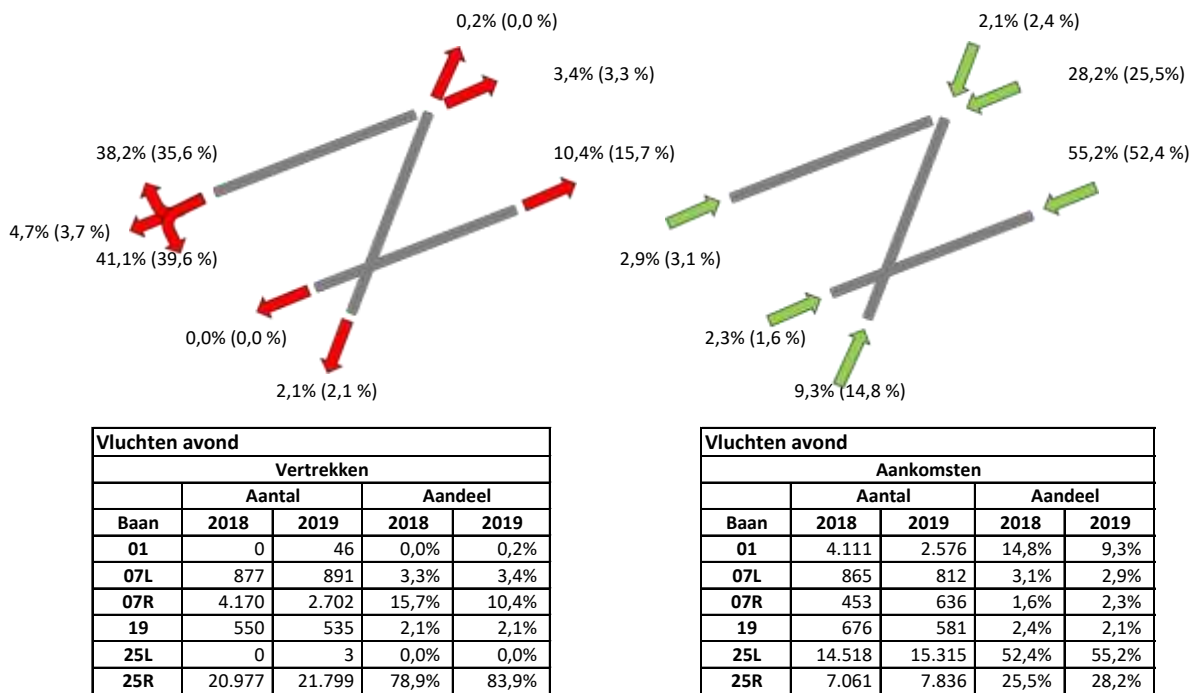 0,2% (0,0 %)
3,4% (3,3 %)
38,2% (35,6 %)
10,4% (15,7 %)
4,7% (3,7 %)
41,1% (39,6 %)
0,0% (0,0 %)
2,1% (2,1 %)
2,1% (2,4 %)
28,2% (25,5%)
55,2% (52,4 %)
2,9% (3,1 %)
2,3% (1,6 %)
9,3% (14,8 %)
Vluchten avond
Vertrekken
Aantal Aandeel
Baan 2018 2019 2018 2019
01 0 46 0,0% 0,2%
07L 877 891 3,3% 3,4%
07R 4.170 2.702 15,7% 10,4%
19 550 535 2,1% 2,1%
25L 0 3 0,0% 0,0%
25R 20.977 21.799 78,9% 83,9%
Vluchten avond
Aankomsten
Aantal Aandeel
Baan 2018 2019 2018 2019
01 4.111 2.576 14,8% 9,3%
07L 865 812 3,1% 2,9%
07R 453 636 1,6% 2,3%
19 676 581 2,4% 2,1%
25L 14.518 15.315 52,4% 55,2%
25R 7.061 7.836 25,5% 28,2%